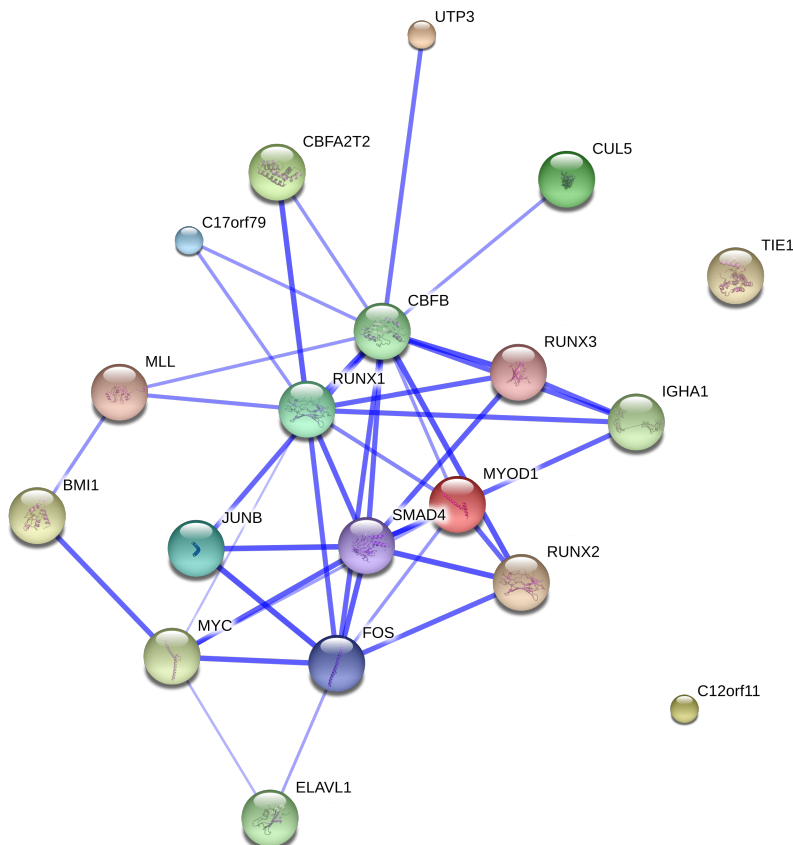 UTP3
CBFA2T2
CUL5
C17orf79
TIE1
CBFB
RUNX3
MLL
RUNX1
IGHA1
MYOD1
BMI1
SMAD4
JUNB
RUNX2
MYC
FOS
C12orf11
ELAVL1